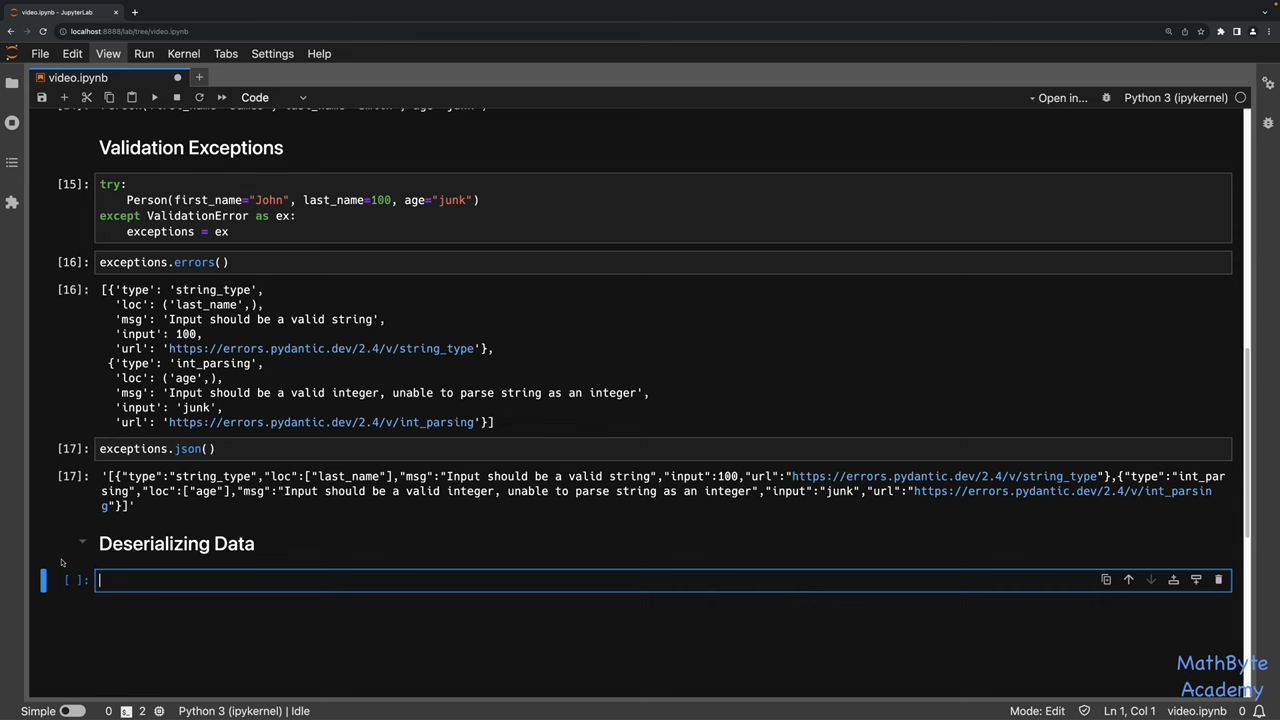 video.ipynb - JupyterLab
localhost:8888/lab/tree/video.ipynb
File Edit View Run Kernel Tabs Settings Help
video.ipynb
Code
Open in...
Python 3 (ipykernel)
Validation Exceptions
[15]: try:
Person(first_name="John", last_name=100, age="junk")
except ValidationError as ex:
exceptions = ex
[16]: exceptions.errors()
[16]: [{'type': 'string_type',
'loc': ('last_name',),
'msg': 'Input should be a valid string',
'input': 100,
'url': 'https://errors.pydantic.dev/2.4/v/string_type'},
{'type': 'int_parsing',
'loc': ('age',),
'msg': 'Input should be a valid integer, unable to parse string as an integer',
'input': 'junk',
'url': 'https://errors.pydantic.dev/2.4/v/int_parsing'}]
[17]: exceptions.json()
[17]: '[{"type":"string_type","loc":["last_name"],"msg":"Input should be a valid string","input":100,"url":"https://errors.pydantic.dev/2.4/v/string_type"},{"type":"int_par
sing","loc":["age"],"msg":"Input should be a valid integer, unable to parse string as an integer","input":"junk","url":"https://errors.pydantic.dev/2.4/v/int_parsin
g"}]'
Deserializing Data
[ ]:
MathByte
Academy
Simple 0 2 Python 3 (ipykernel) | Idle Mode: Edit Ln 1, Col 1 video.ipynb 0